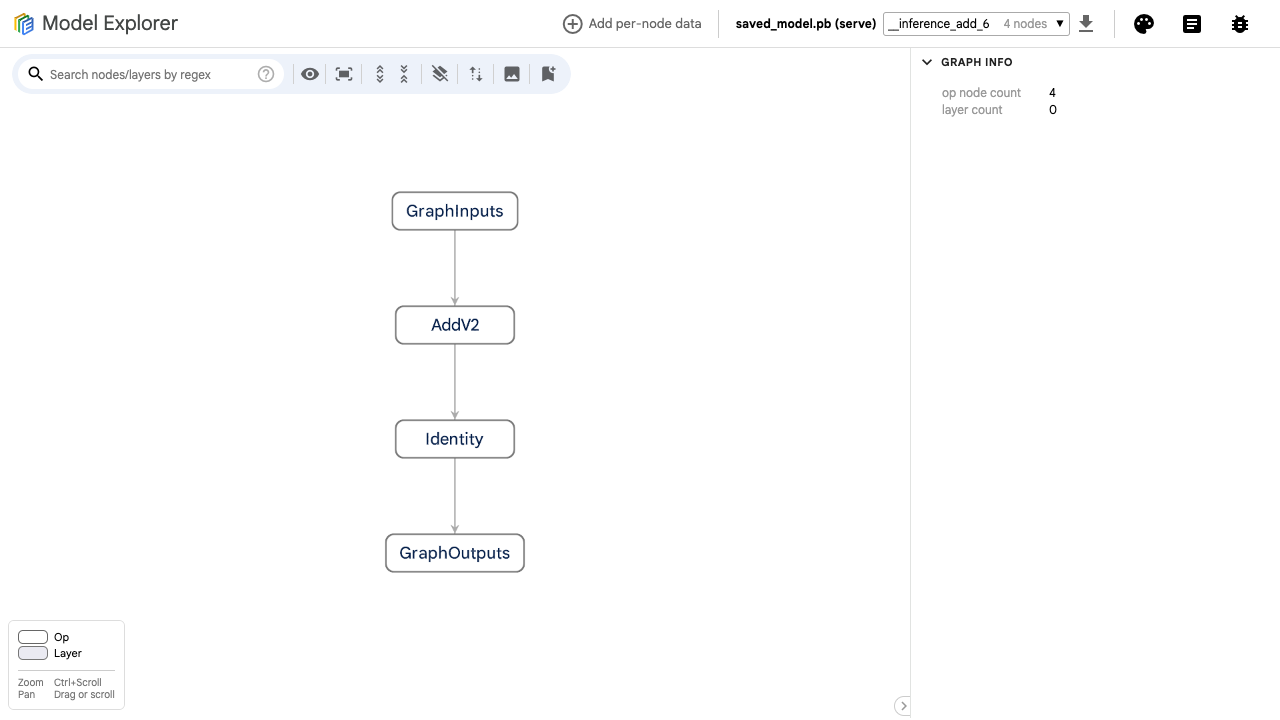 Model Explorer
Add per-node data
saved_model.pb (serve)
__inference_add_6 4 nodes
Search nodes/layers by regex
GRAPH INFO
op node count 4
layer count 0
GraphInputs
AddV2
Identity
GraphOutputs
Op
Layer
Zoom Ctrl+Scroll
Pan Drag or scroll